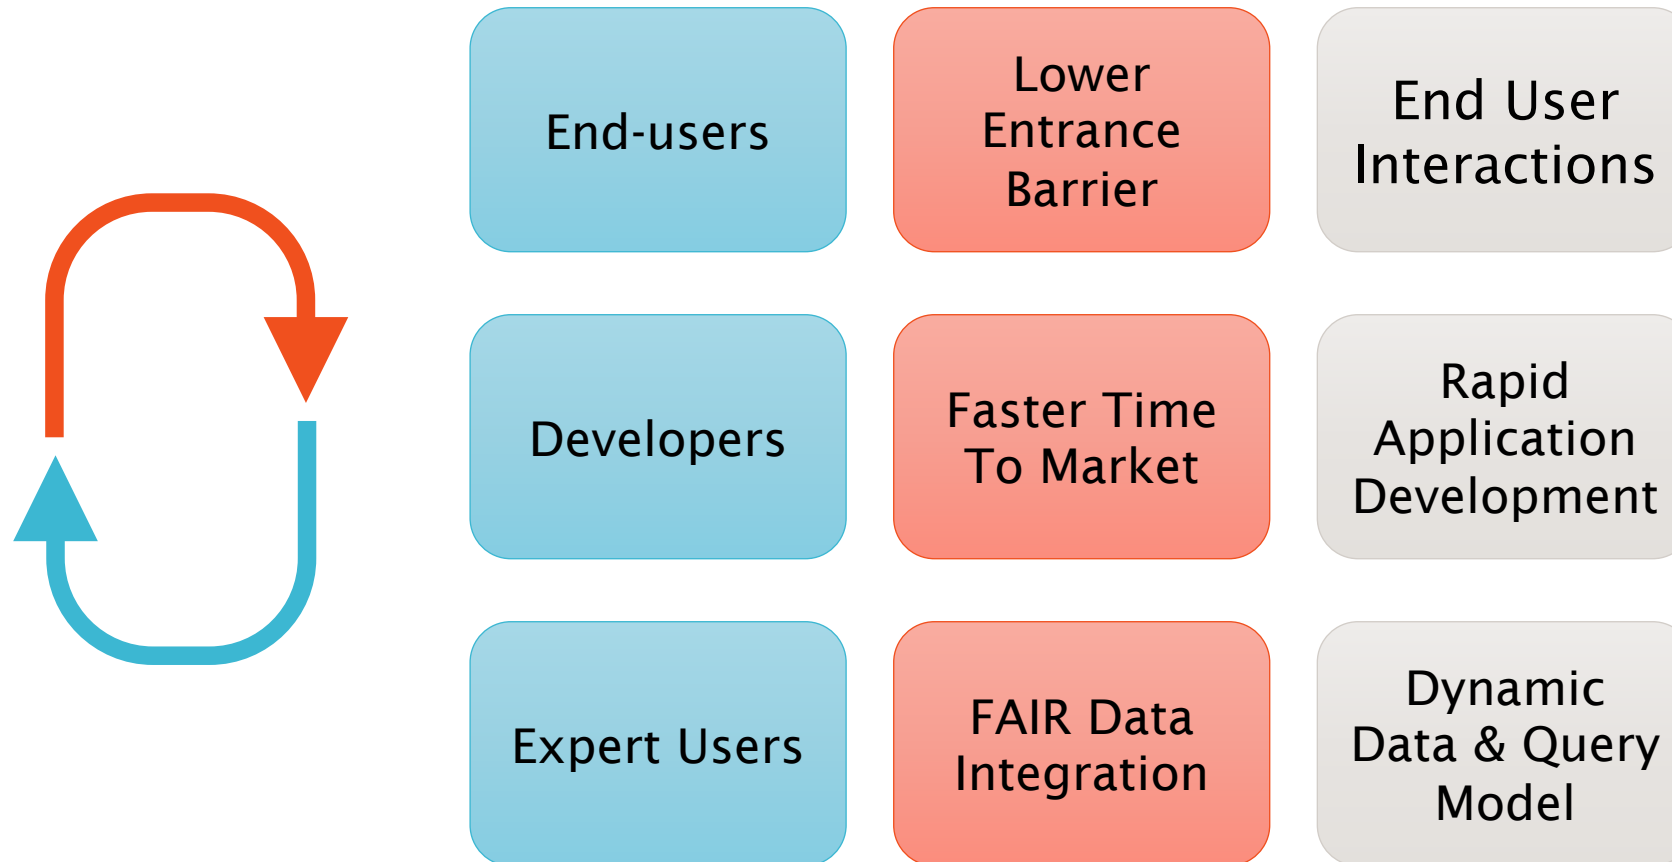 End-users
Lower
Entrance
Barrier
End User
Interactions
Developers
Faster Time
To Market
Rapid
Application
Development
Expert Users
FAIR Data
Integration
Dynamic
Data & Query
Model